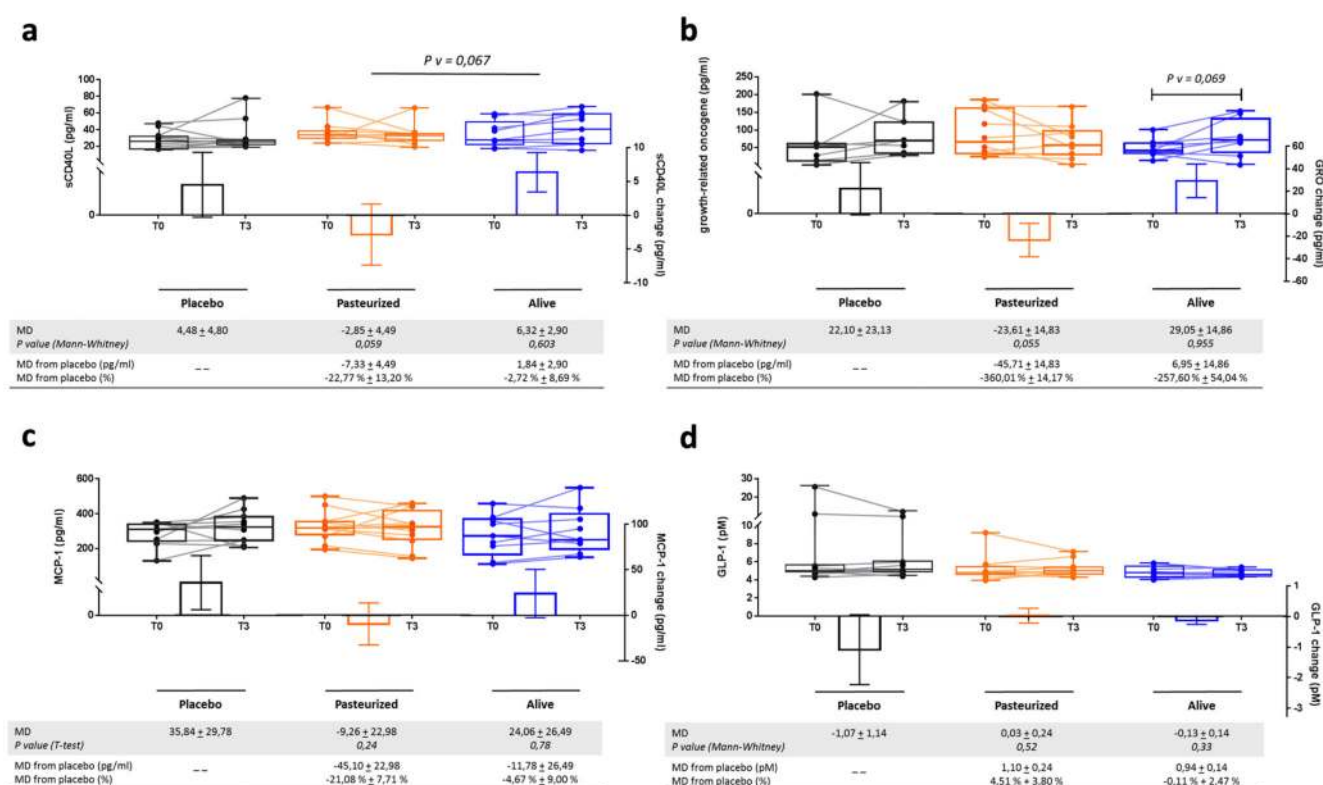 a
P v = 0,067
sCD40L (pg/ml)
100
80
60
40
20
0
10
5
0
-5
-10
sCD40L change (pg/ml)
T0 T3 T0 T3 T0 T3
Placebo Pasteurized Alive
MD 4,48 ± 4,80 -2,85 ± 4,49 6,32 ± 2,90
P value (Mann-Whitney) 0,059 0,603
MD from placebo (pg/ml) _ _ -7,33 ± 4,49 1,84 ± 2,90
MD from placebo (%) -22,77 % ± 13,20 % -2,72 % ± 8,69 %
b
P v = 0,069
growth-related oncogene (pg/ml)
250
200
150
100
50
0
60
40
20
0
-20
-40
-60
GRO change (pg/ml)
T0 T3 T0 T3 T0 T3
Placebo Pasteurized Alive
MD 22,10 ± 23,13 -23,61 ± 14,83 29,05 ± 14,86
P value (Mann-Whitney) 0,055 0,955
MD from placebo (pg/ml) _ _ -45,71 ± 14,83 6,95 ± 14,86
MD from placebo (%) -360,01 % ± 14,17 % -257,60 % ± 54,04 %
c
MCP-1 (pg/ml)
600
400
200
0
100
50
0
-50
MCP-1 change (pg/ml)
T0 T3 T0 T3 T0 T3
Placebo Pasteurized Alive
MD 35,84 ± 29,78 -9,26 ± 22,98 24,06 ± 26,49
P value (T-test) 0,24 0,78
MD from placebo (pg/ml) _ _ -45,10 ± 22,98 -11,78 ± 26,49
MD from placebo (%) -21,08 % ± 7,71 % -4,67 % ± 9,00 %
d
GLP-1 (pM)
30
20
10
8
6
4
2
0
1
0
-1
-2
-3
GLP-1 change (pM)
T0 T3 T0 T3 T0 T3
Placebo Pasteurized Alive
MD -1,07 ± 1,14 0,03 ± 0,24 -0,13 ± 0,14
P value (Mann-Whitney) 0,52 0,33
MD from placebo (pM) _ _ 1,10 ± 0,24 0,94 ± 0,14
MD from placebo (%) 4,51 % ± 3,80 % -0,11 % ± 2,47 %